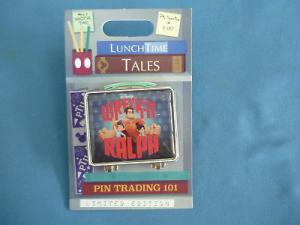 LUNCHTIME
TALES
Disney
WRECK-IT
RALPH
PIN TRADING 101
LIMITED EDITION